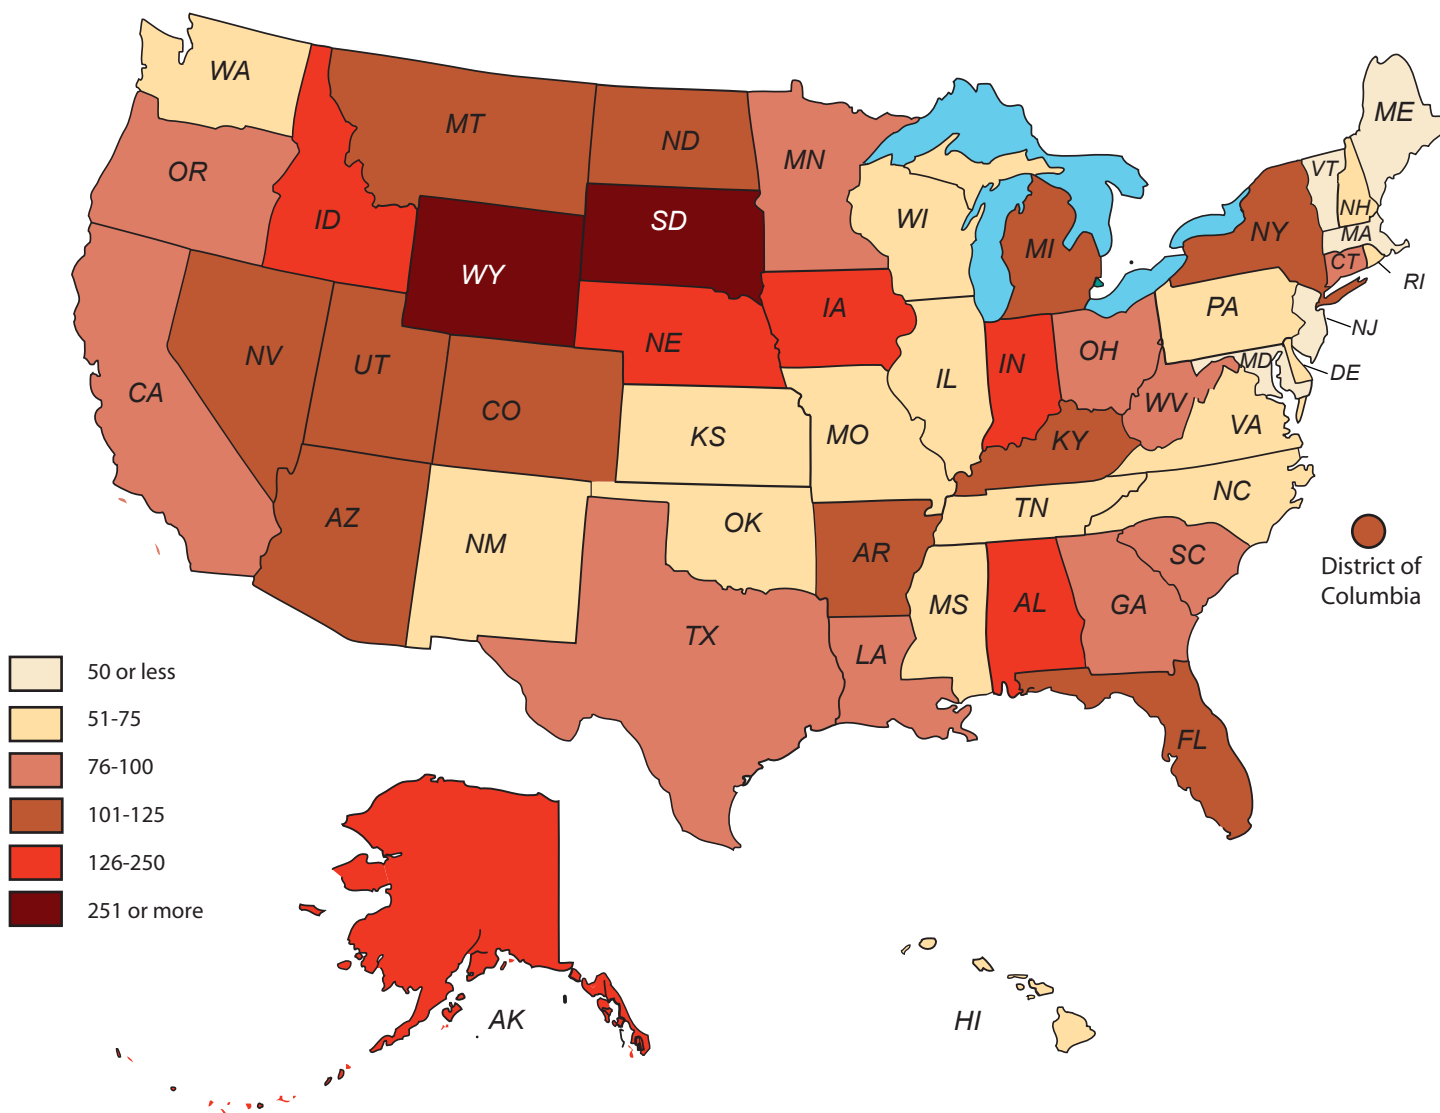 WA
MT
ND
MN
ME
OR
ID
SD
WI
VT
NH
NY
MA
MI
CT
RI
WY
IA
NE
PA
NJ
NV
UT
CO
CA
IL
IN
OH
MD
DE
WV
VA
KS
MO
KY
AZ
NM
OK
AR
TN
NC
SC
MS
AL
GA
TX
LA
FL
District of
Columbia
50 or less
51-75
76-100
101-125
126-250
251 or more
AK
HI